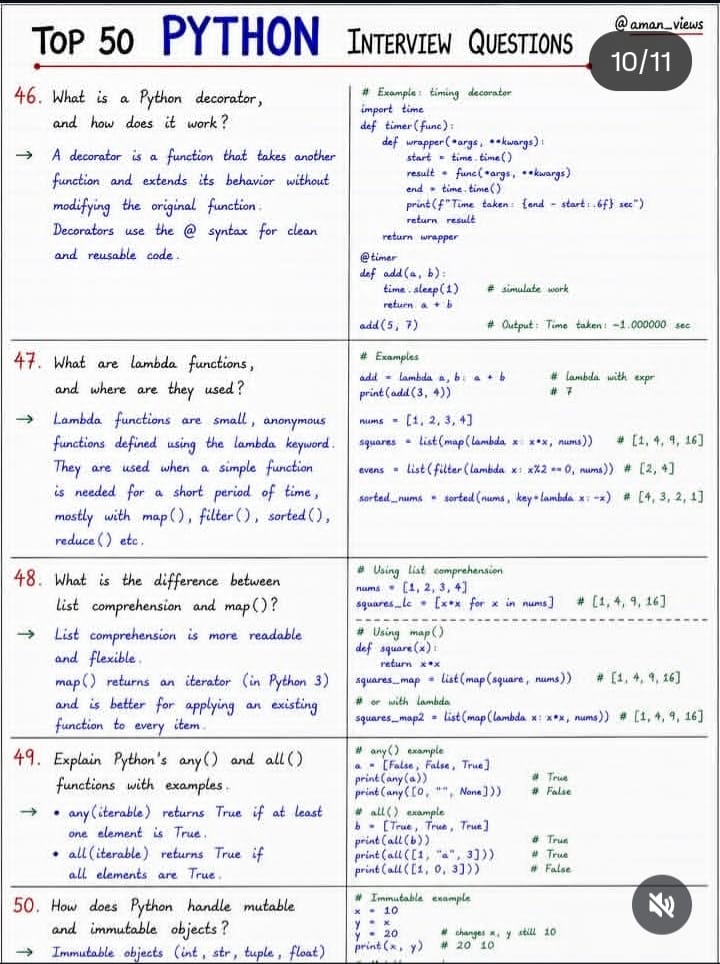 @aman_views
TOP 50 PYTHON INTERVIEW QUESTIONS
10/11
46. What is a Python decorator,
and how does it work?
→ A decorator is a function that takes another
function and extends its behavior without
modifying the original function.
Decorators use the @ syntax for clean
and reusable code.
# Example: timing decorator
import time
def timer(func):
def wrapper(*args, **kwargs):
start = time.time()
result = func(*args, **kwargs)
end = time.time()
print(f"Time taken: {end - start:.6f} sec")
return result
return wrapper
@timer
def add(a, b):
time.sleep(1) # simulate work
return a + b
add(5, 7) # Output: Time taken: ~1.000000 sec
47. What are lambda functions,
and where are they used?
→ Lambda functions are small, anonymous
functions defined using the lambda keyword.
They are used when a simple function
is needed for a short period of time,
mostly with map(), filter(), sorted(),
reduce() etc.
# Examples
add = lambda a, b: a + b # lambda with expr
print(add(3, 4)) # 7
nums = [1, 2, 3, 4]
squares = list(map(lambda x: x*x, nums)) # [1, 4, 9, 16]
evens = list(filter(lambda x: x%2 == 0, nums)) # [2, 4]
sorted_nums = sorted(nums, key=lambda x: -x) # [4, 3, 2, 1]
48. What is the difference between
list comprehension and map()?
→ List comprehension is more readable
and flexible.
map() returns an iterator (in Python 3)
and is better for applying an existing
function to every item.
# Using list comprehension
nums = [1, 2, 3, 4]
squares_lc = [x*x for x in nums] # [1, 4, 9, 16]
# Using map()
def square(x):
return x*x
squares_map = list(map(square, nums)) # [1, 4, 9, 16]
# or with lambda
squares_map2 = list(map(lambda x: x*x, nums)) # [1, 4, 9, 16]
49. Explain Python's any() and all()
functions with examples.
→ • any(iterable) returns True if at least
one element is True.
• all(iterable) returns True if
all elements are True.
# any() example
a = [False, False, True]
print(any(a)) # True
print(any([0, "", None])) # False
# all() example
b = [True, True, True]
print(all(b)) # True
print(all([1, "a", 3])) # True
print(all([1, 0, 3])) # False
50. How does Python handle mutable
and immutable objects?
→ Immutable objects (int, str, tuple, float)
# Immutable example
x = 10
y = x
y = 20 # changes x, y still 10
print(x, y) # 20 10